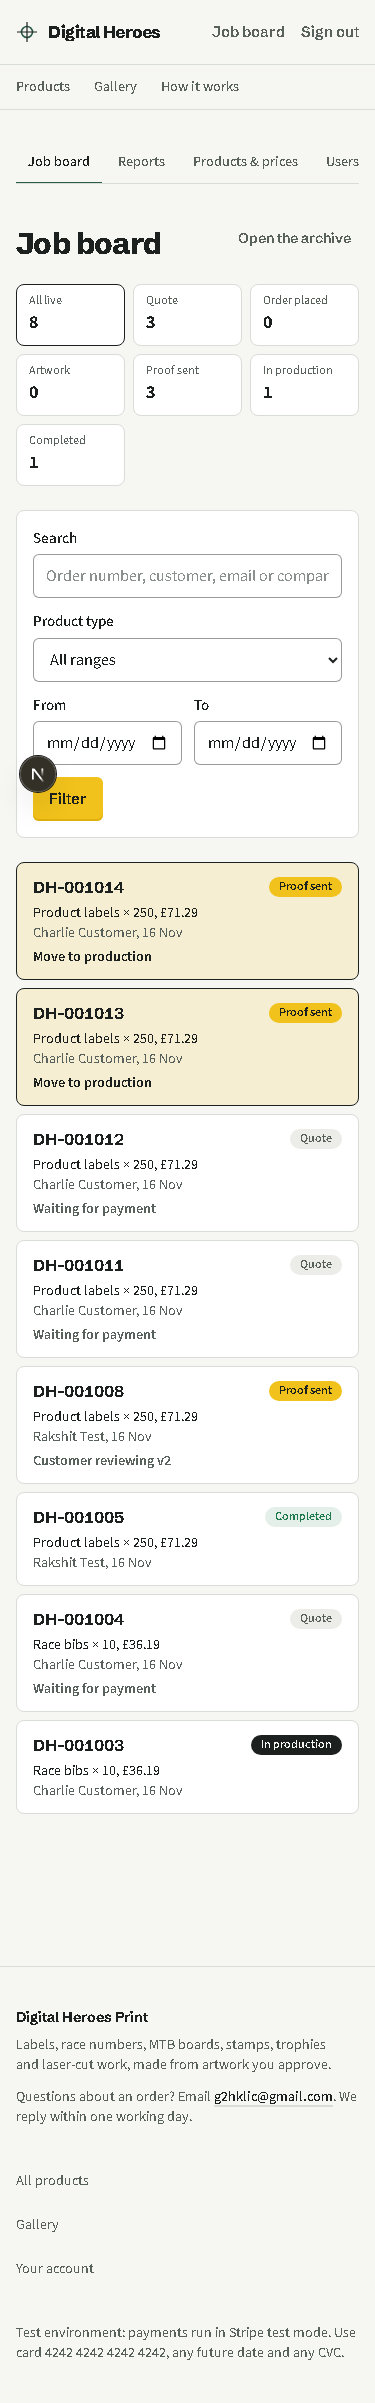 Digital Heroes
Job board
Sign out
Products
Gallery
How it works
Job board
Reports
Products & prices
Users
Job board
Open the archive
All live
8
Quote
3
Order placed
0
Artwork
0
Proof sent
3
In production
1
Completed
1
Search
Order number, customer, email or compar
Product type
All ranges
From
To
mm/dd/yyyy
mm/dd/yyyy
N
Filter
DH-001014
Proof sent
Product labels × 250, £71.29
Charlie Customer, 16 Nov
Move to production
DH-001013
Proof sent
Product labels × 250, £71.29
Charlie Customer, 16 Nov
Move to production
DH-001012
Quote
Product labels × 250, £71.29
Charlie Customer, 16 Nov
Waiting for payment
DH-001011
Quote
Product labels × 250, £71.29
Charlie Customer, 16 Nov
Waiting for payment
DH-001008
Proof sent
Product labels × 250, £71.29
Rakshit Test, 16 Nov
Customer reviewing v2
DH-001005
Completed
Product labels × 250, £71.29
Rakshit Test, 16 Nov
DH-001004
Quote
Race bibs × 10, £36.19
Charlie Customer, 16 Nov
Waiting for payment
DH-001003
In production
Race bibs × 10, £36.19
Charlie Customer, 16 Nov
Digital Heroes Print
Labels, race numbers, MTB boards, stamps, trophies
and laser-cut work, made from artwork you approve.
Questions about an order? Email g2hklic@gmail.com. We
reply within one working day.
All products
Gallery
Your account
Test environment: payments run in Stripe test mode. Use
card 4242 4242 4242 4242, any future date and any CVC.